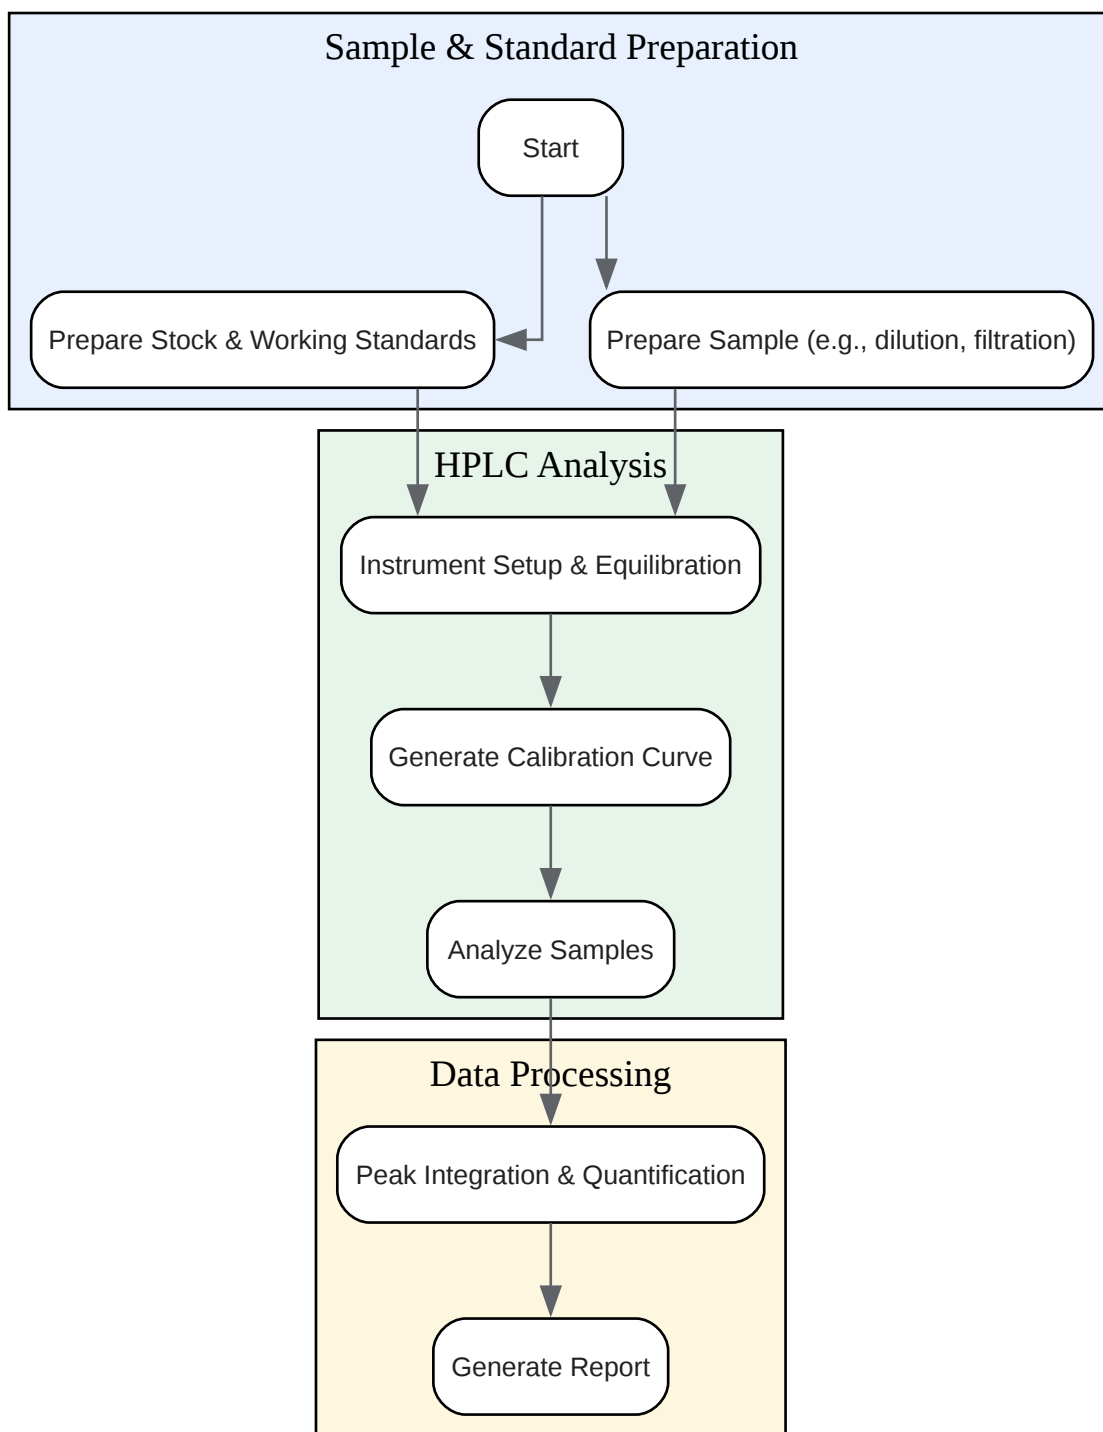 Sample & Standard Preparation
Start
Prepare Stock & Working Standards
Prepare Sample (e.g., dilution, filtration)
HPLC Analysis
Instrument Setup & Equilibration
Generate Calibration Curve
Analyze Samples
Data Processing
Peak Integration & Quantification
Generate Report